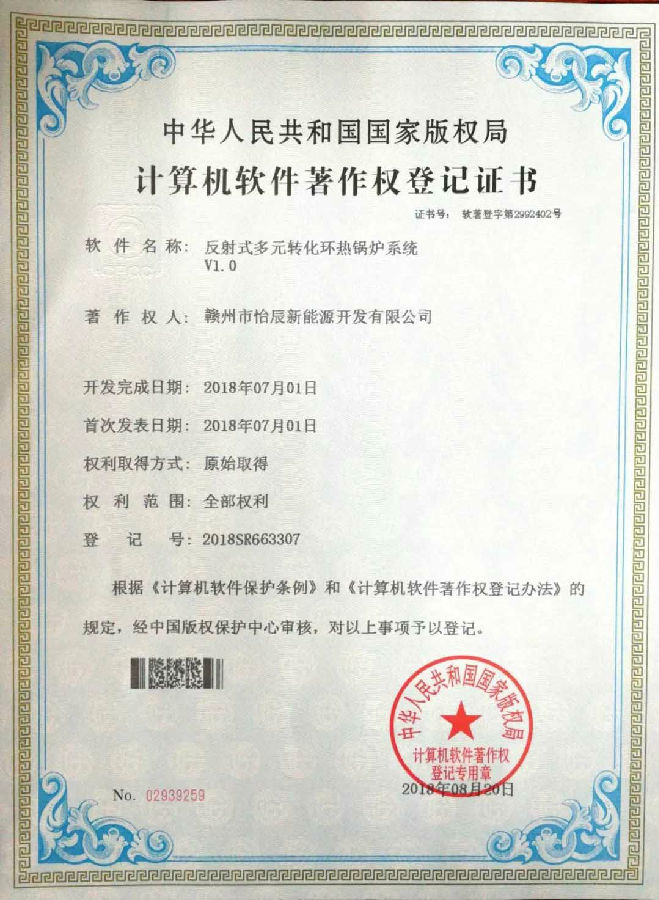 中华人民共和国国家版权局
计算机软件著作权登记证书
证书号： 软著登字第2992402号
软件名称： 反射式多元转化环热锅炉系统
V1.0
著作权人： 赣州市怡辰新能源开发有限公司
开发完成日期： 2018年07月01日
首次发表日期： 2018年07月01日
权利取得方式： 原始取得
权利范围： 全部权利
登记号： 2018SR663307
根据《计算机软件保护条例》和《计算机软件著作权登记办法》的
规定，经中国版权保护中心审核，对以上事项予以登记。
中华人民共和国国家版权局
计算机软件著作权
登记专用章
No. 02939259
2018年08月20日